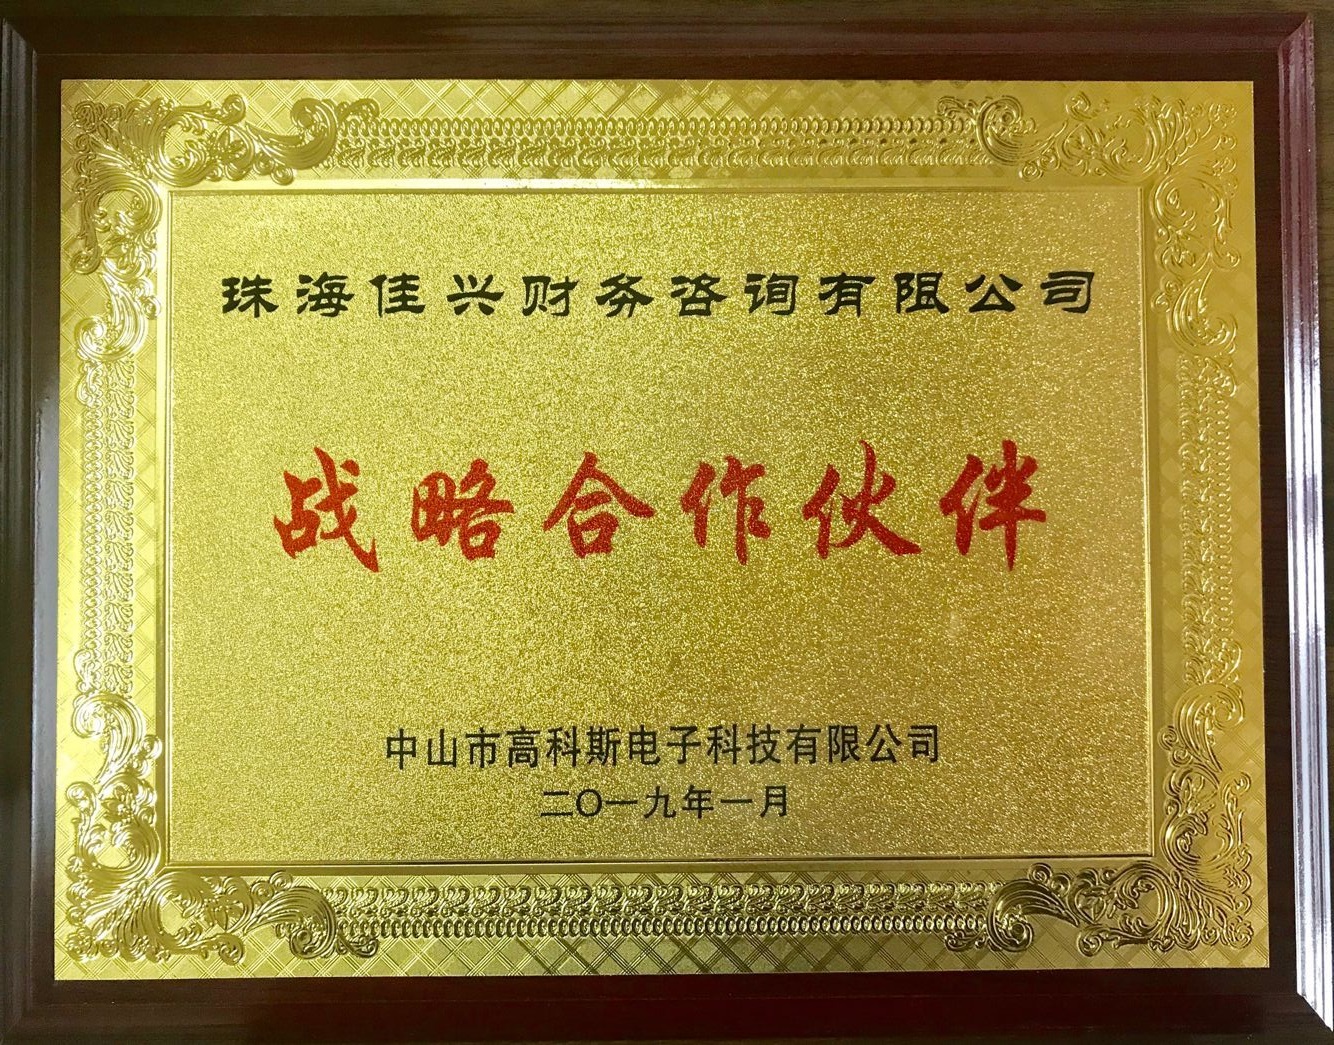 珠海佳兴财务咨询有限公司
战略合作伙伴
中山市高科斯电子科技有限公司
二〇一九年一月